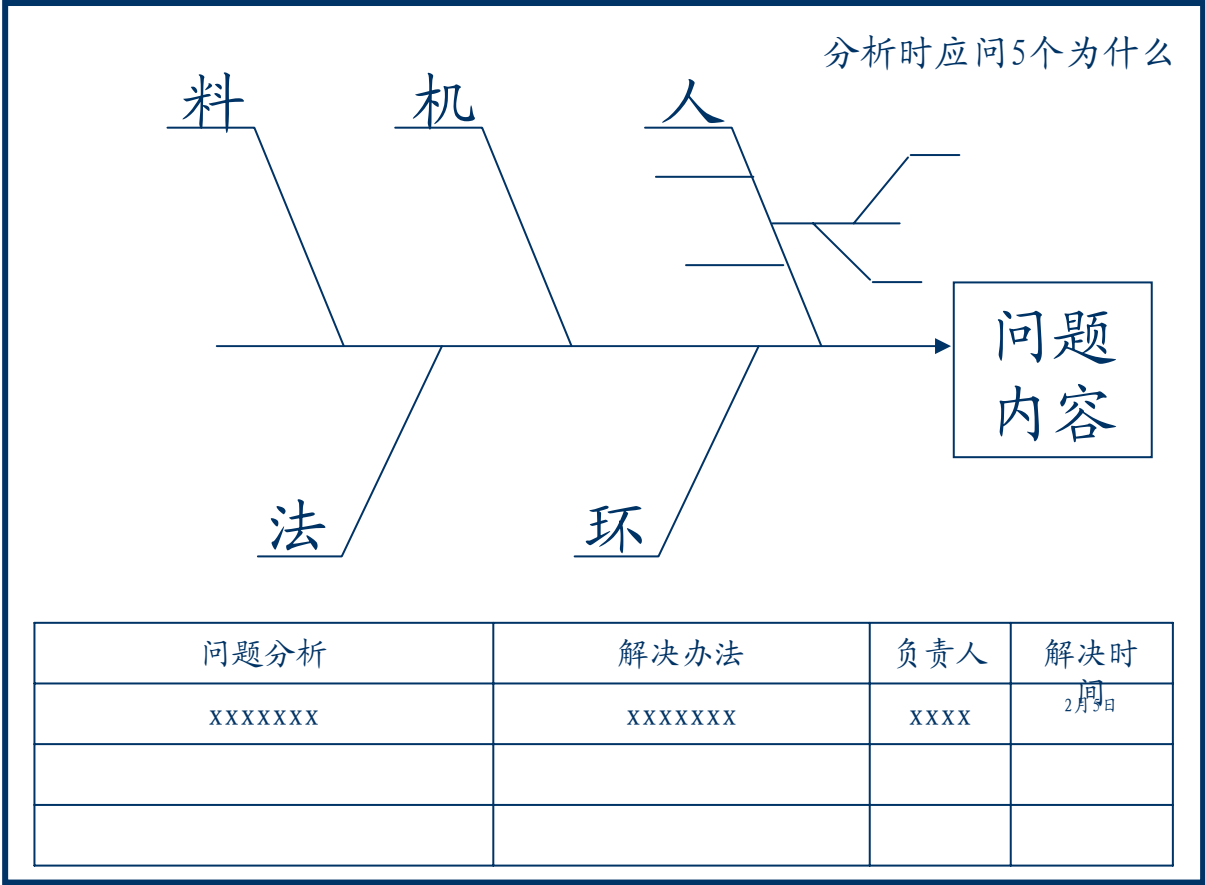 分析时应问5个为什么
料 机 人
问题
内容
法 环
问题分析 解决办法 负责人 解决时
间
xxxxxxx xxxxxxx xxxx 2月5日